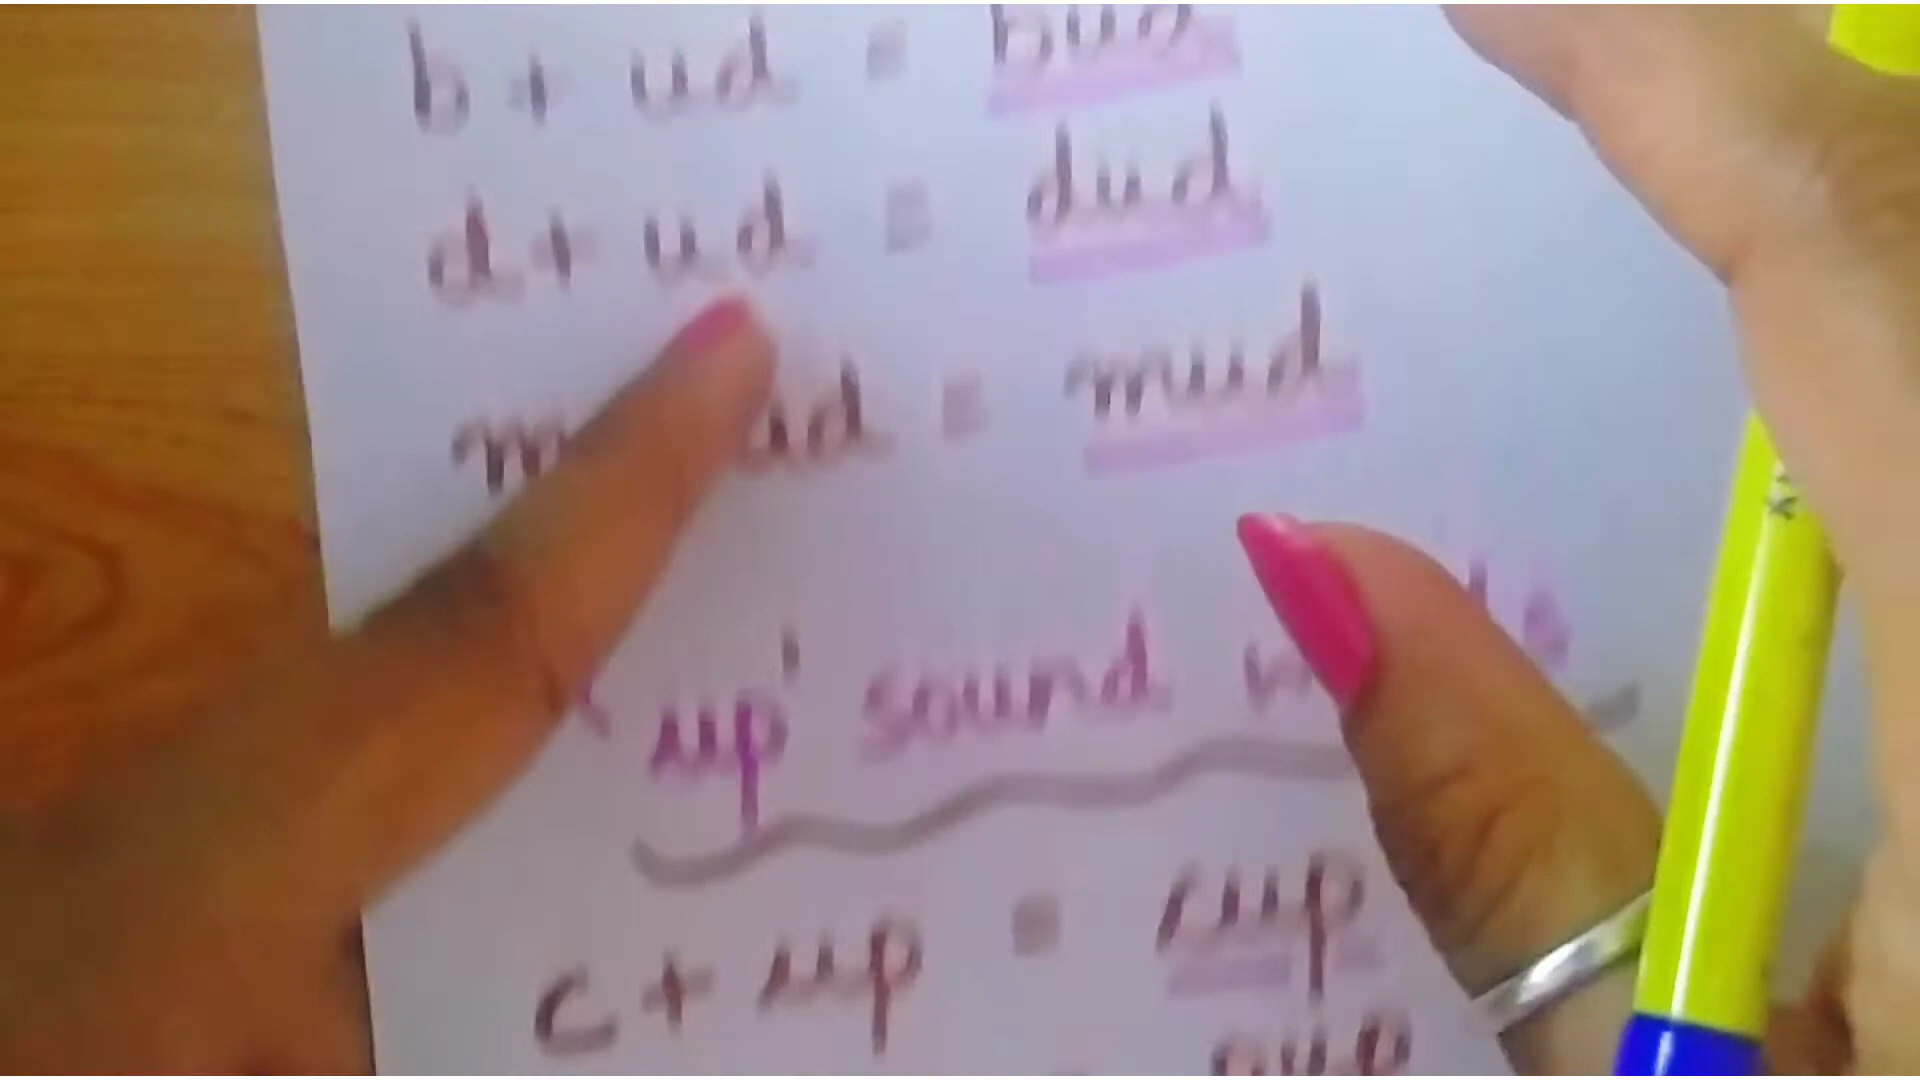 b + ud = bud
d + ud = dud
m ud = mud
'up' sound
c + up = cup